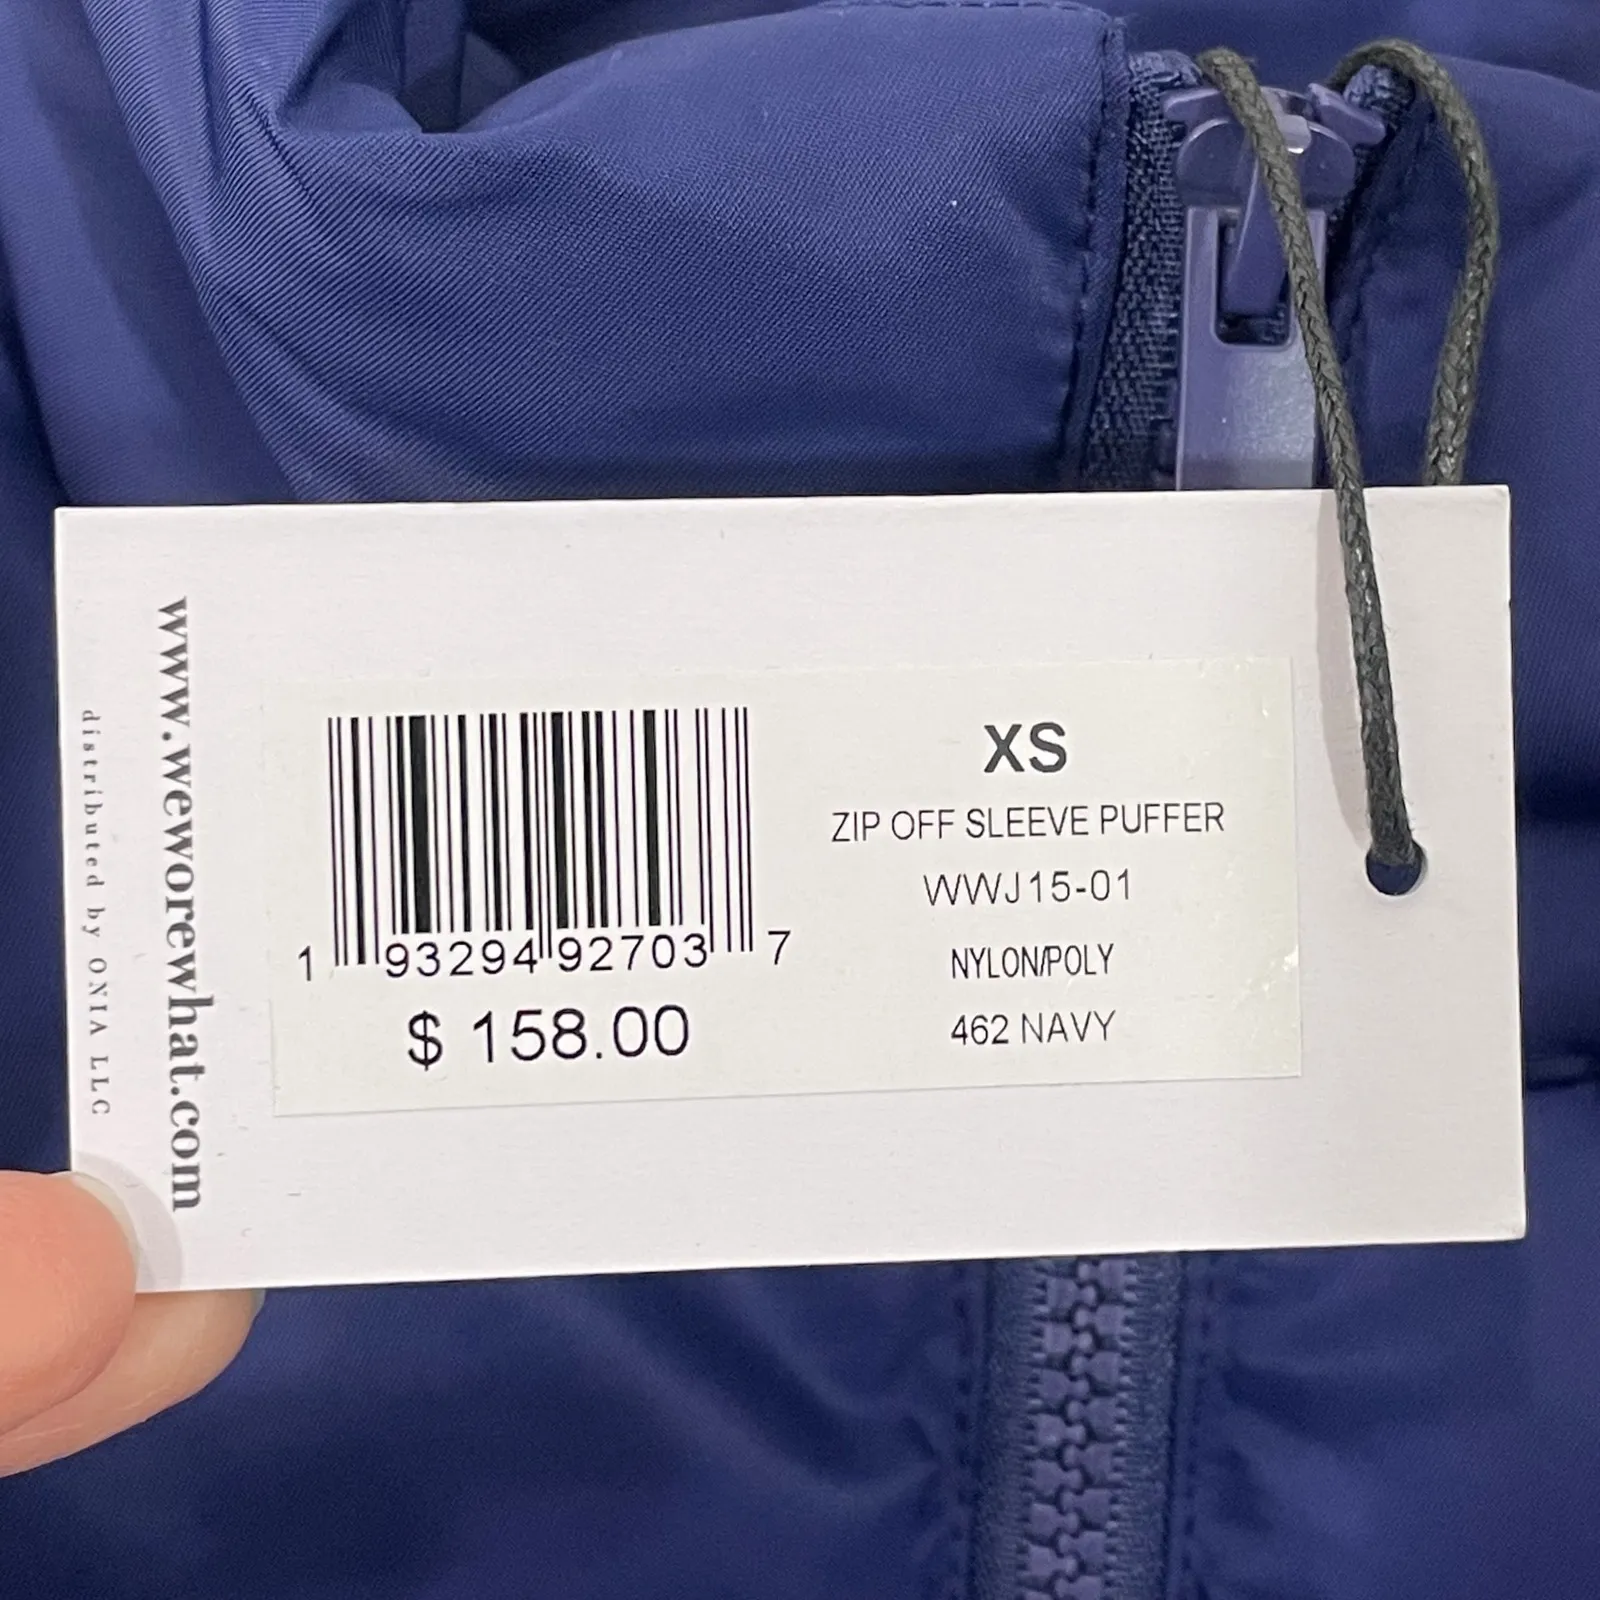 www.weworewhat.com
distributed by ONIA LLC
XS
ZIP OFF SLEEVE PUFFER
WWJ15-01
NYLON/POLY
462 NAVY
1 93294 92703 7
$ 158.00